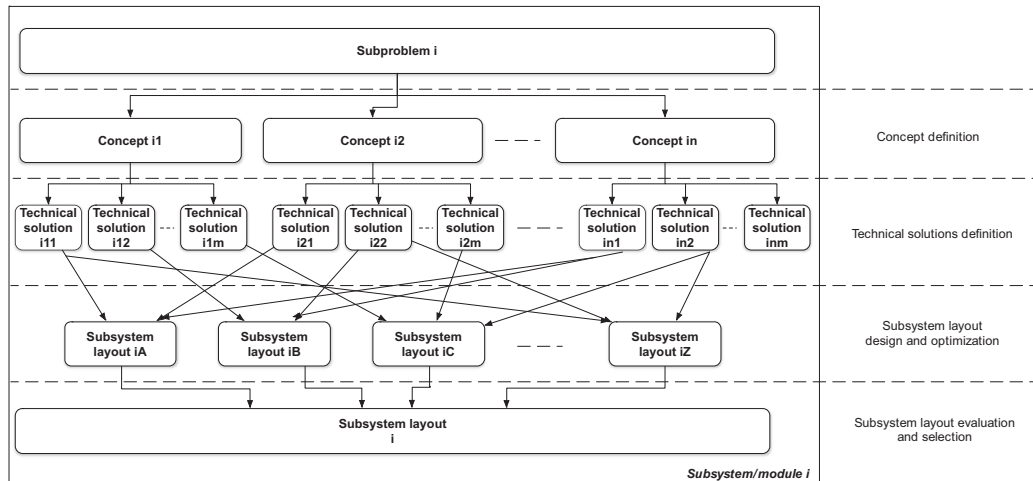 Subproblem i
Concept i1
Concept i2
Concept in
Concept definition
Technical
solution
i11
Technical
solution
i12
Technical
solution
i1m
Technical
solution
i21
Technical
solution
i22
Technical
solution
i2m
Technical
solution
in1
Technical
solution
in2
Technical
solution
inm
Technical solutions definition
Subsystem
layout iA
Subsystem
layout iB
Subsystem
layout iC
Subsystem
layout iZ
Subsystem layout
design and optimization
Subsystem layout
i
Subsystem layout evaluation
and selection
Subsystem/module i